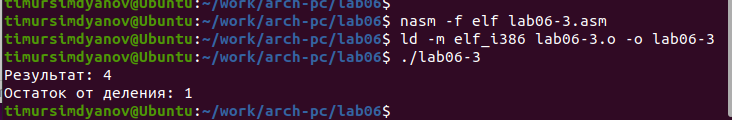 timursimdyanov@Ubuntu:~/work/arch-pc/lab06$
timursimdyanov@Ubuntu:~/work/arch-pc/lab06$ nasm -f elf lab06-3.asm
timursimdyanov@Ubuntu:~/work/arch-pc/lab06$ ld -m elf_i386 lab06-3.o -o lab06-3
timursimdyanov@Ubuntu:~/work/arch-pc/lab06$ ./lab06-3
Результат: 4
Остаток от деления: 1
timursimdyanov@Ubuntu:~/work/arch-pc/lab06$